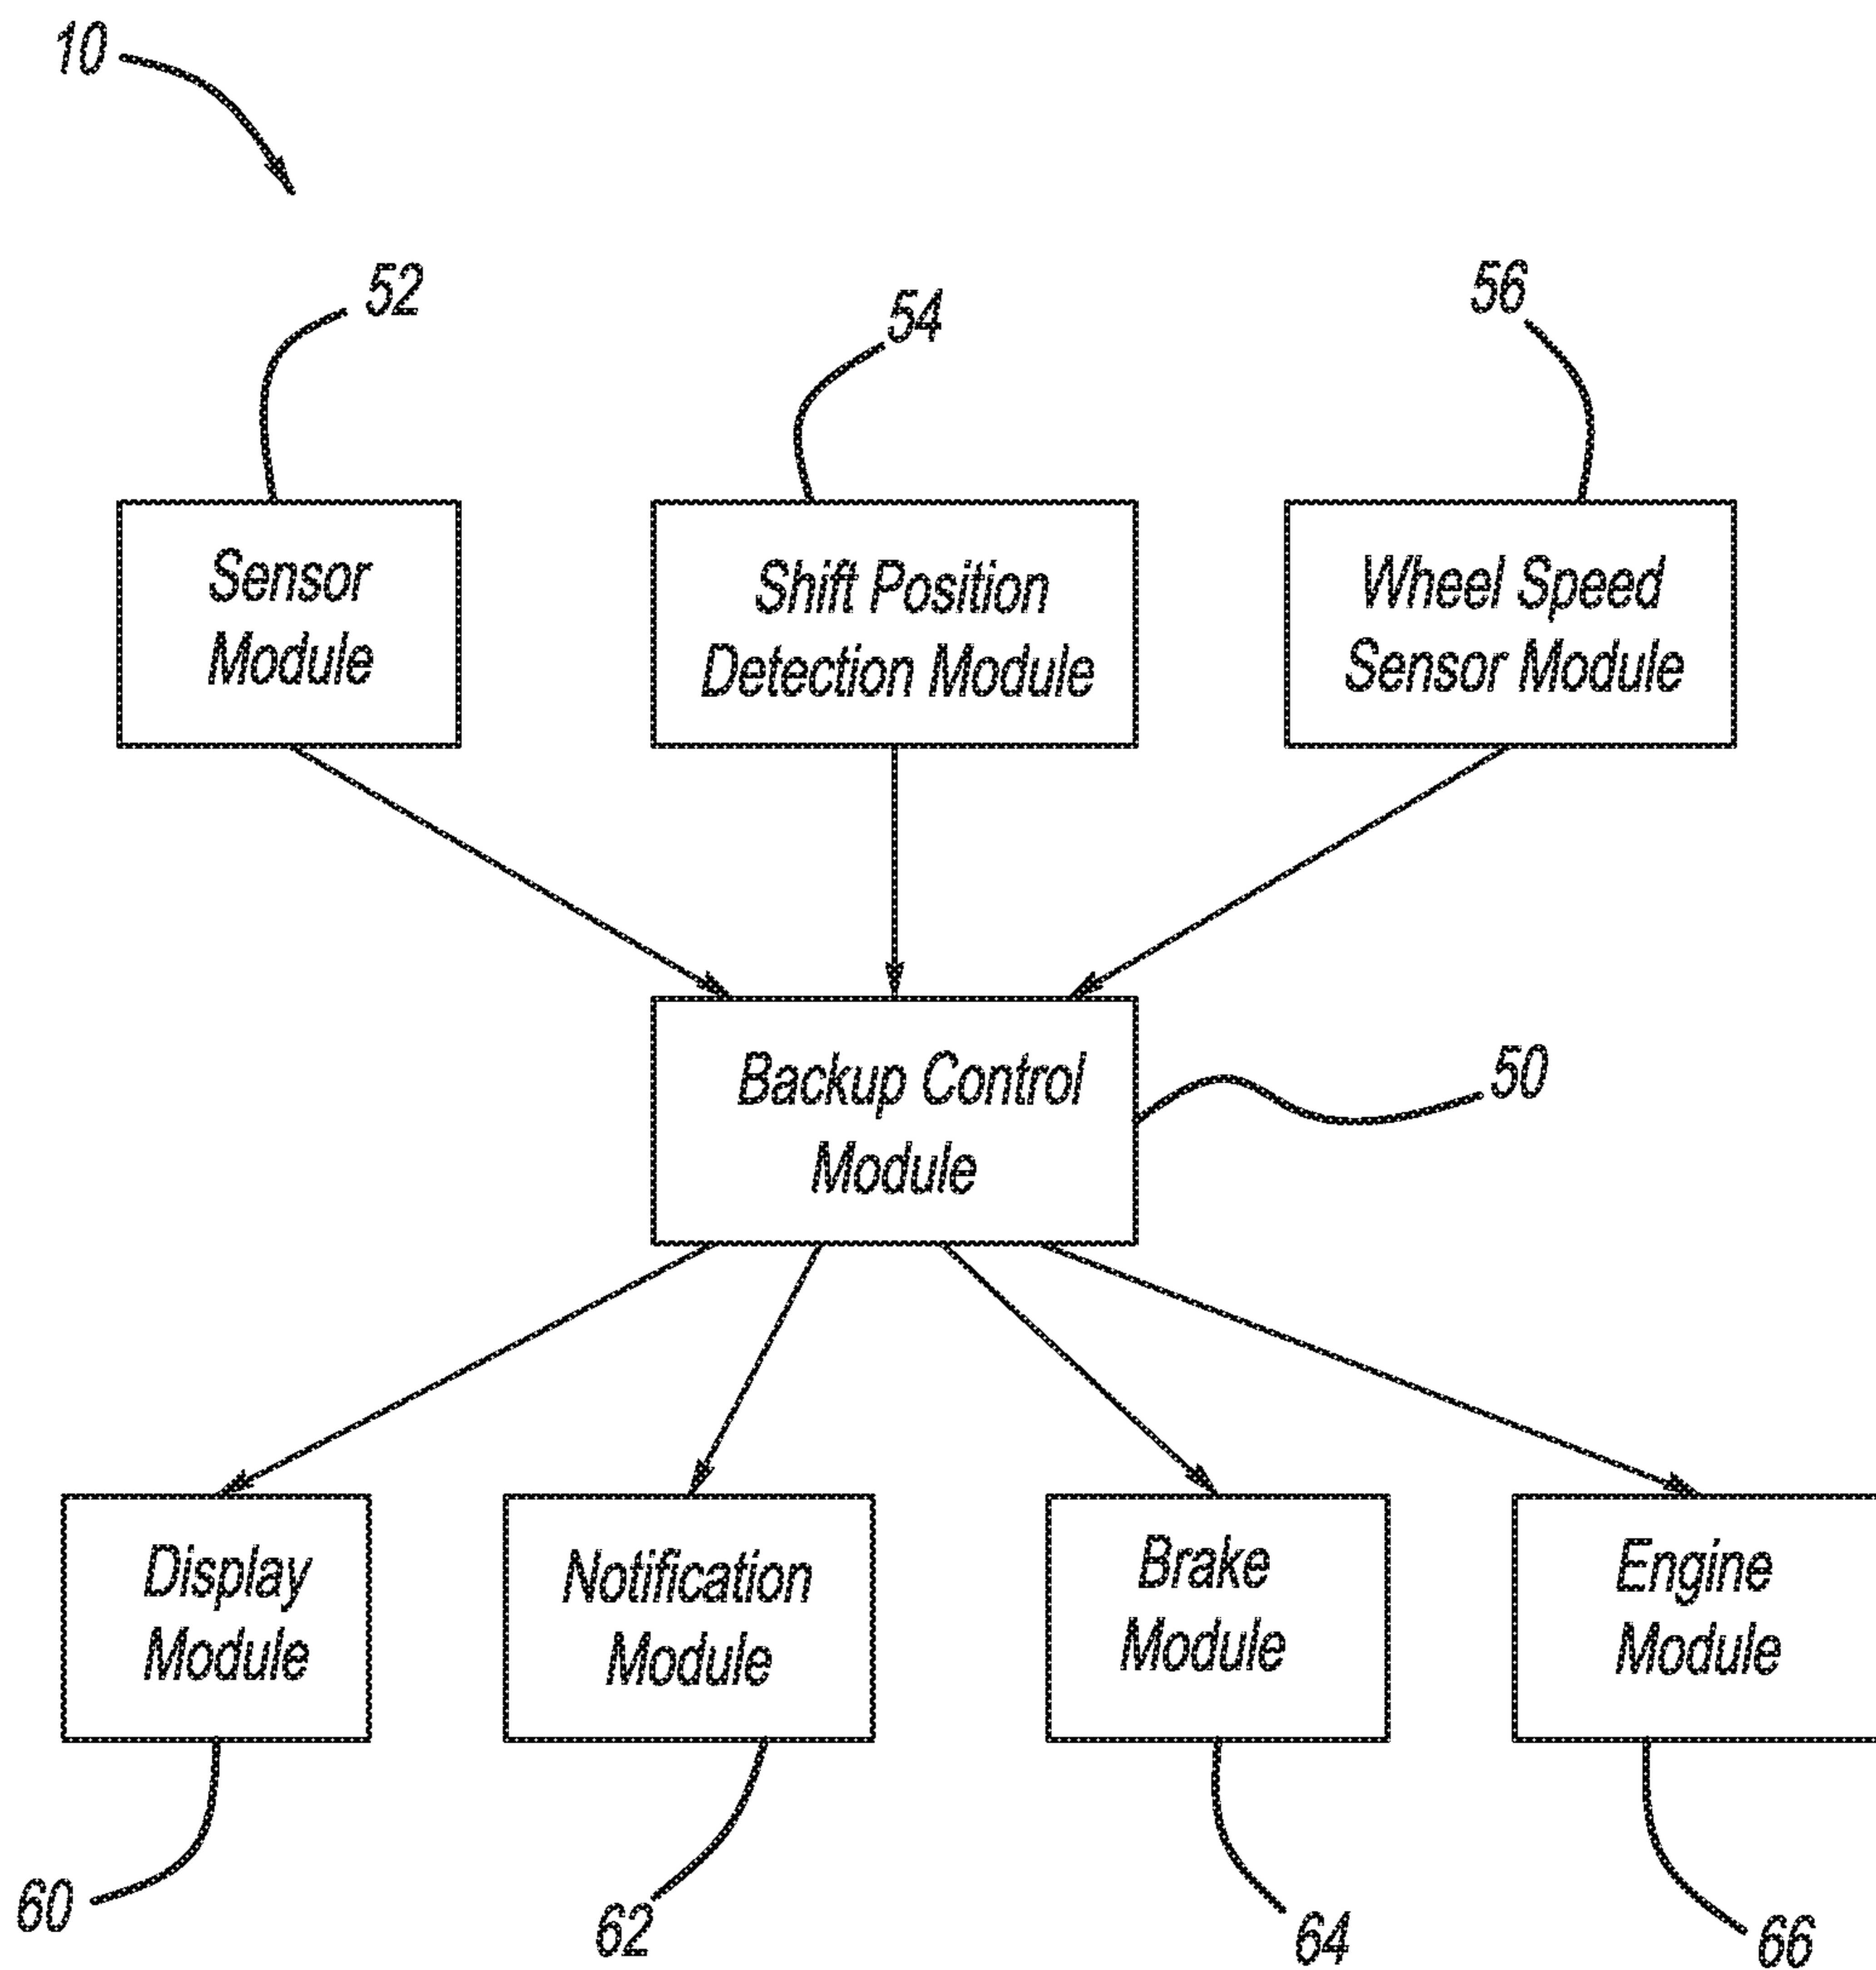 10
52
54
56
Sensor
Module
Shift Position
Detection Module
Wheel Speed
Sensor Module
Backup Control
Module
50
Display
Module
Notification
Module
Brake
Module
Engine
Module
60
62
64
66